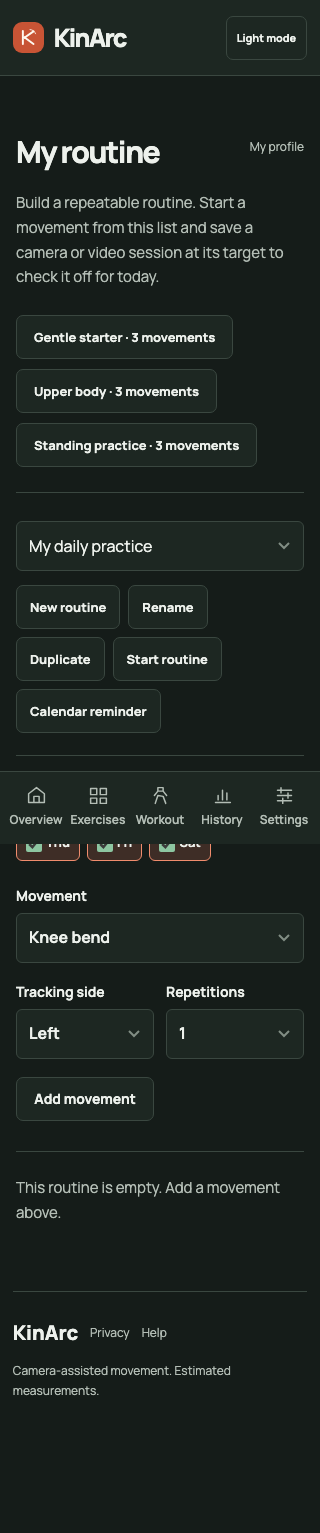 KinArc
Light mode
My routine
My profile
Build a repeatable routine. Start a
movement from this list and save a
camera or video session at its target to
check it off for today.
Gentle starter · 3 movements
Upper body · 3 movements
Standing practice · 3 movements
My daily practice
New routine
Rename
Duplicate
Start routine
Calendar reminder
Overview
Exercises
Workout
History
Settings
Thu
Fri
Sat
Movement
Knee bend
Tracking side
Repetitions
Left
1
Add movement
This routine is empty. Add a movement
above.
KinArc
Privacy
Help
Camera-assisted movement. Estimated
measurements.